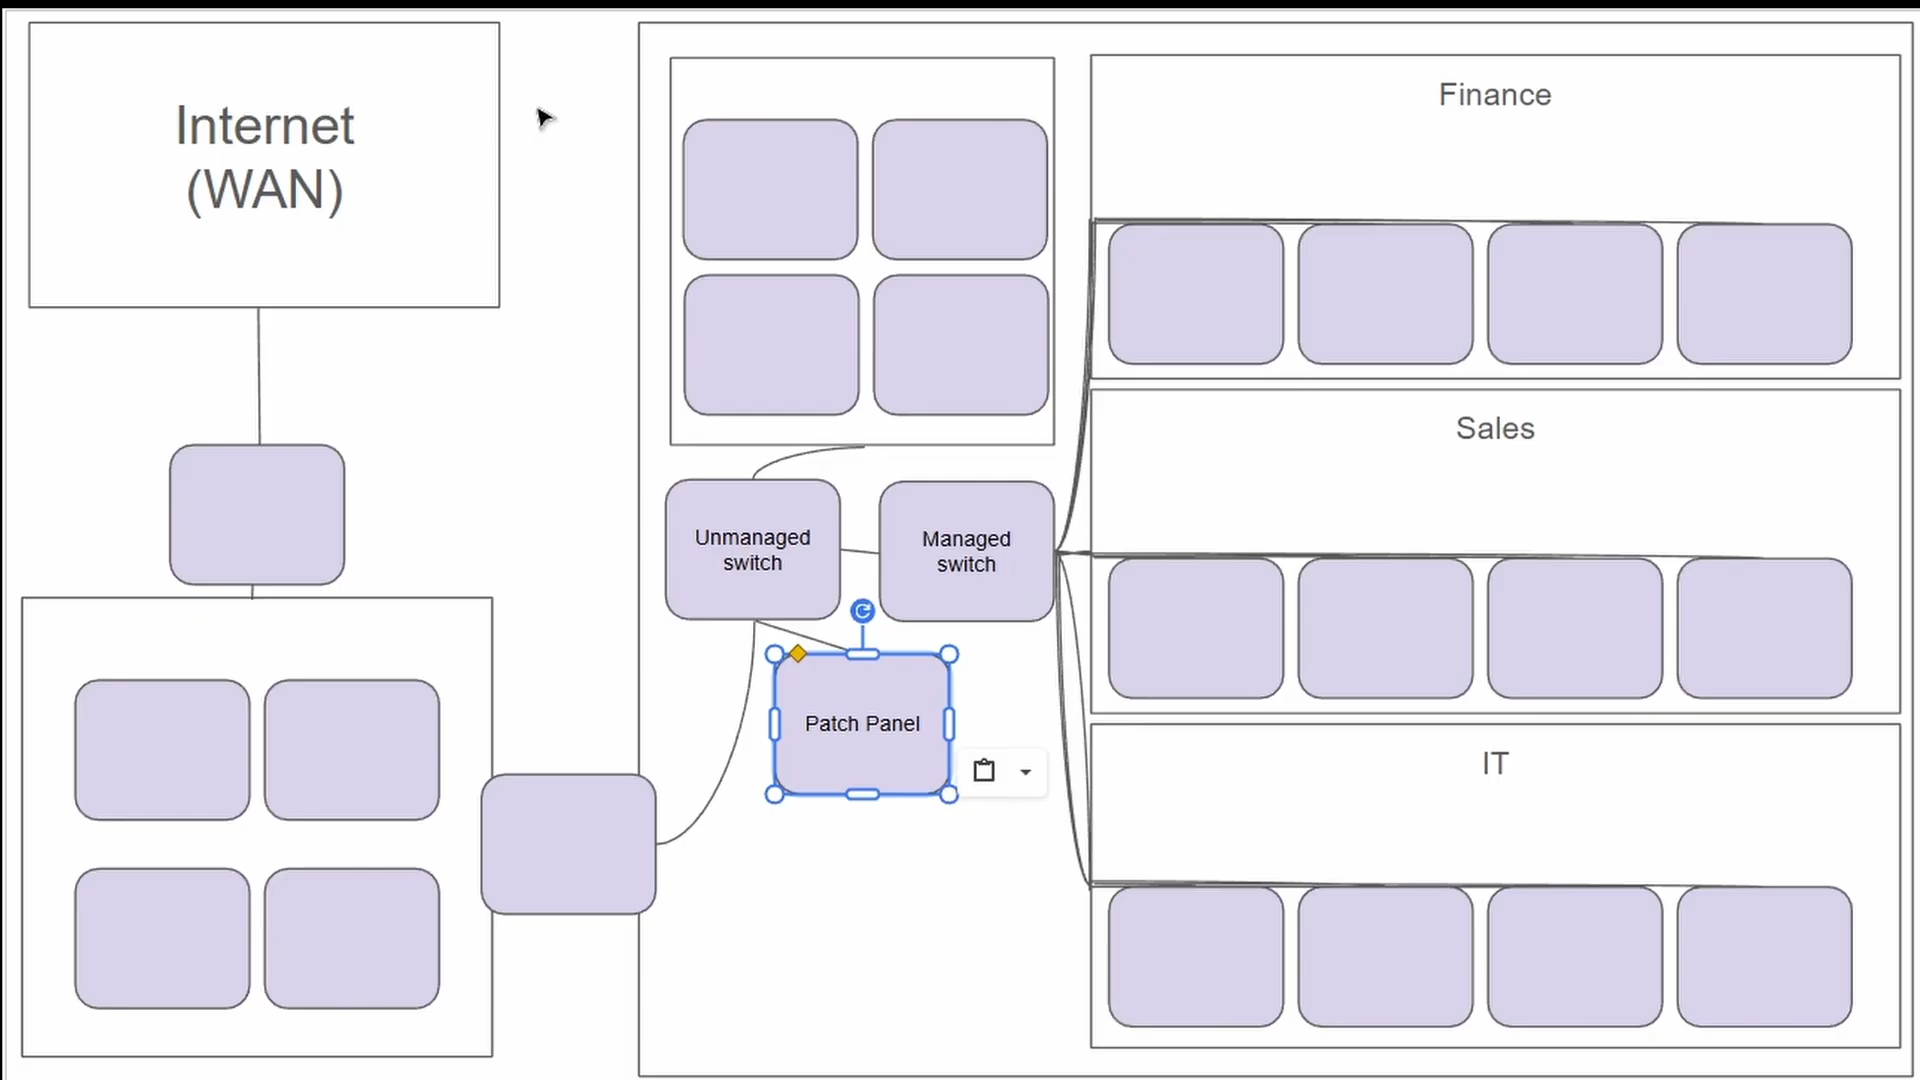 Internet
(WAN)
Finance
Sales
Unmanaged
switch
Managed
switch
Patch Panel
IT